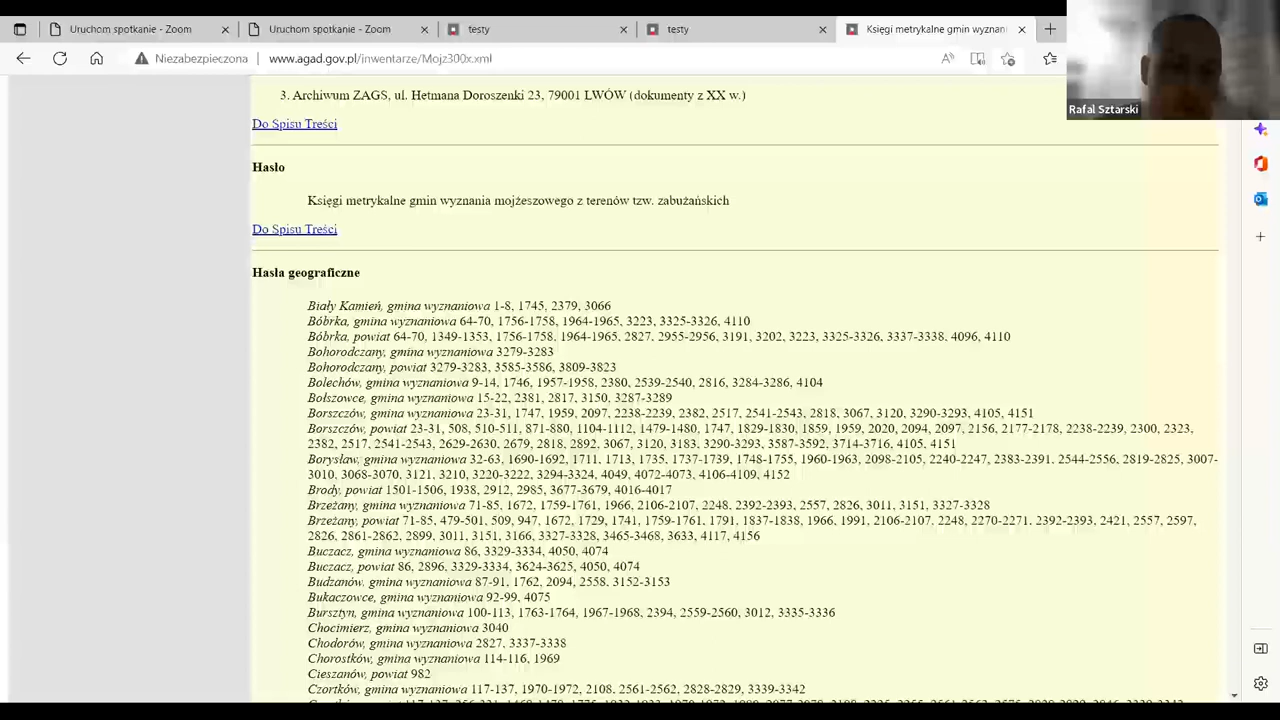 Uruchom spotkanie - Zoom
Uruchom spotkanie - Zoom
testy
testy
Księgi metrykalne gmin wyznan
Niezabezpieczona
www.agad.gov.pl/inwentarze/Mojz300x.xml
Rafal Sztarski
3. Archiwum ZAGS, ul. Hetmana Doroszenki 23, 79001 LWÓW (dokumenty z XX w.)
Do Spisu Treści
Hasło
Księgi metrykalne gmin wyznania mojżeszowego z terenów tzw. zabużańskich
Do Spisu Treści
Hasła geograficzne
Biały Kamień, gmina wyznaniowa 1-8, 1745, 2379, 3066
Bóbrka, gmina wyznaniowa 64-70, 1756-1758, 1964-1965, 3223, 3325-3326, 4110
Bóbrka, powiat 64-70, 1349-1353, 1756-1758, 1964-1965, 2827, 2955-2956, 3191, 3202, 3223, 3325-3326, 3337-3338, 4096, 4110
Bohorodczany, gmina wyznaniowa 3279-3283
Bohorodczany, powiat 3279-3283, 3585-3586, 3809-3823
Bolechów, gmina wyznaniowa 9-14, 1746, 1957-1958, 2380, 2539-2540, 2816, 3284-3286, 4104
Bołszowce, gmina wyznaniowa 15-22, 2381, 2817, 3150, 3287-3289
Borszczów, gmina wyznaniowa 23-31, 1747, 1959, 2097, 2238-2239, 2382, 2517, 2541-2543, 2818, 3067, 3120, 3290-3293, 4105, 4151
Borszczów, powiat 23-31, 508, 510-511, 871-880, 1104-1112, 1479-1480, 1747, 1829-1830, 1859, 1959, 2020, 2094, 2097, 2156, 2177-2178, 2238-2239, 2300, 2323,
2382, 2517, 2541-2543, 2629-2630, 2679, 2818, 2892, 3067, 3120, 3183, 3290-3293, 3587-3592, 3714-3716, 4105, 4151
Borysław, gmina wyznaniowa 32-63, 1690-1692, 1711, 1713, 1735, 1737-1739, 1748-1755, 1960-1963, 2098-2105, 2240-2247, 2383-2391, 2544-2556, 2819-2825, 3007-
3010, 3068-3070, 3121, 3210, 3220-3222, 3294-3324, 4049, 4072-4073, 4106-4109, 4152
Brody, powiat 1501-1506, 1938, 2912, 2985, 3677-3679, 4016-4017
Brzeżany, gmina wyznaniowa 71-85, 1672, 1759-1761, 1966, 2106-2107, 2248, 2392-2393, 2557, 2826, 3011, 3151, 3327-3328
Brzeżany, powiat 71-85, 479-501, 509, 947, 1672, 1729, 1741, 1759-1761, 1791, 1837-1838, 1966, 1991, 2106-2107, 2248, 2270-2271, 2392-2393, 2421, 2557, 2597,
2826, 2861-2862, 2899, 3011, 3151, 3166, 3327-3328, 3465-3468, 3633, 4117, 4156
Buczacz, gmina wyznaniowa 86, 3329-3334, 4050, 4074
Buczacz, powiat 86, 2896, 3329-3334, 3624-3625, 4050, 4074
Budzanów, gmina wyznaniowa 87-91, 1762, 2094, 2558, 3152-3153
Bukaczowce, gmina wyznaniowa 92-99, 4075
Bursztyn, gmina wyznaniowa 100-113, 1763-1764, 1967-1968, 2394, 2559-2560, 3012, 3335-3336
Chocimierz, gmina wyznaniowa 3040
Chodorów, gmina wyznaniowa 2827, 3337-3338
Chorostków, gmina wyznaniowa 114-116, 1969
Cieszanów, powiat 982
Czortków, gmina wyznaniowa 117-137, 1970-1972, 2108, 2561-2562, 2828-2829, 3339-3342